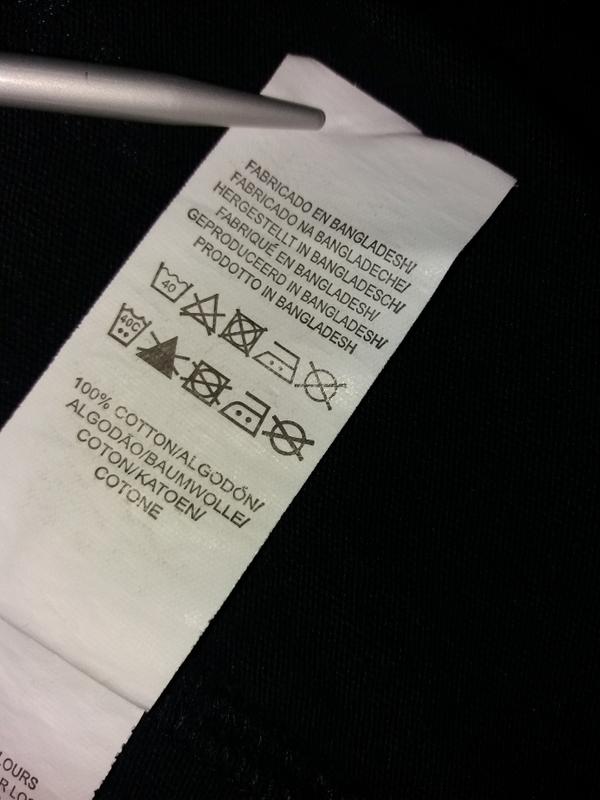 FABRICADO EN BANGLADESH/
FABRICADO NA BANGLADECHE/
HERGESTELLT IN BANGLADESCH/
FABRIQUÉ EN BANGLADESH/
GEPRODUCEERD IN BANGLADESH/
PRODOTTO IN BANGLADESH
40
40C
100% COTTON/ALGODÓN/
ALGODÃO/BAUMWOLLE/
COTON/KATOEN/
COTONE